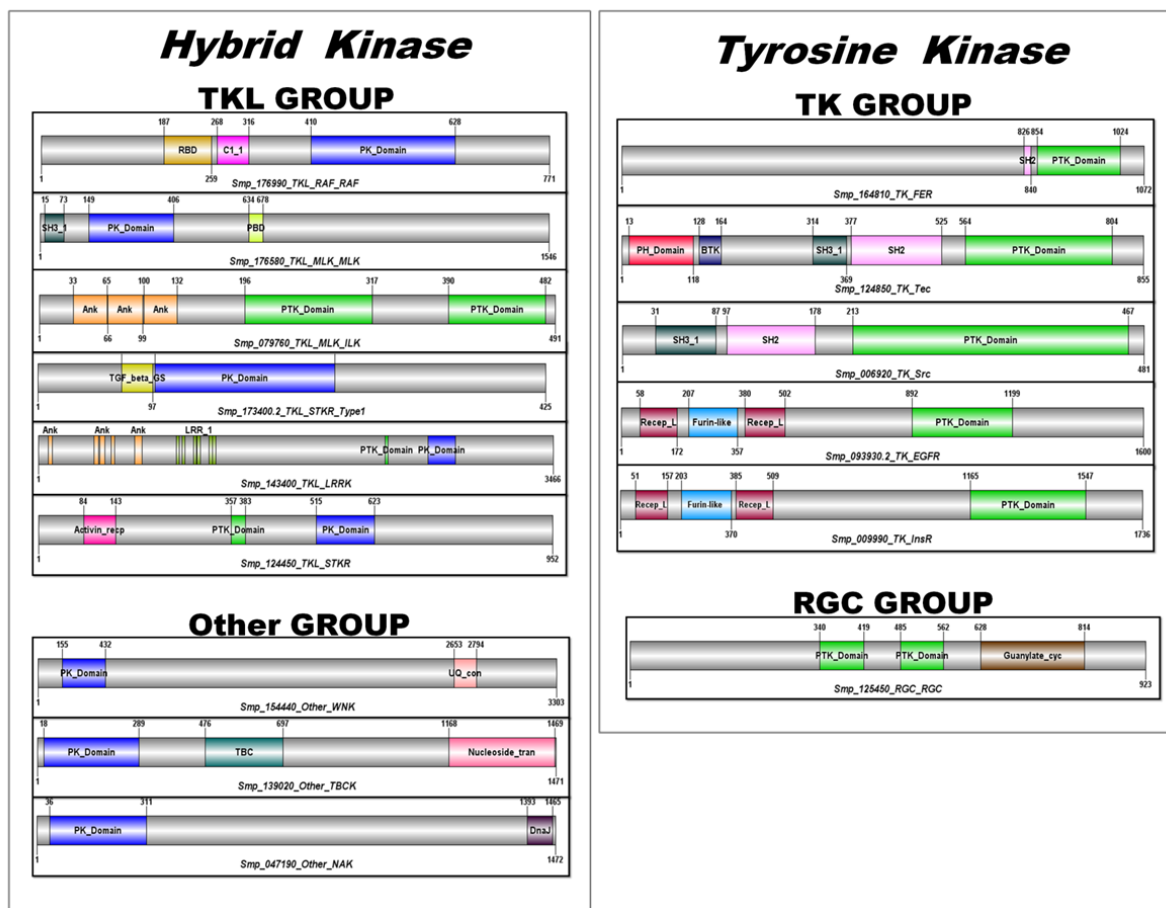 Hybrid Kinase
TKL GROUP
187 268 316 410 628
RBD C1_1 PK_Domain
1 259 771
Smp_176990_TKL_RAF_RAF
15 73 149 406 634 678
SH3_1 PK_Domain PBD
1 1546
Smp_176580_TKL_MLK_MLK
33 65 100 132 196 317 390 482
Ank Ank Ank PTK_Domain PTK_Domain
1 66 99 491
Smp_079760_TKL_MLK_ILK
TGF_beta_GS PK_Domain
1 97 425
Smp_173400.2_TKL_STKR_Type1
Ank Ank Ank LRR_1
PTK_Domain PK_Domain
1 3466
Smp_143400_TKL_LRRK
84 143 357 383 515 623
Activin_recp PTK_Domain PK_Domain
1 952
Smp_124450_TKL_STKR
Other GROUP
155 432 2653 2794
PK_Domain UQ_con
1 3303
Smp_154440_Other_WNK
18 289 476 697 1168 1469
PK_Domain TBC Nucleoside_tran
1 1471
Smp_139020_Other_TBCK
36 311 1393 1465
PK_Domain DnaJ
1 1472
Smp_047190_Other_NAK
Tyrosine Kinase
TK GROUP
826 854 1024
SH2 PTK_Domain
1 840 1072
Smp_164810_TK_FER
13 128 164 314 377 525 564 804
PH_Domain BTK SH3_1 SH2 PTK_Domain
1 118 369 855
Smp_124850_TK_Tec
31 87 97 178 213 467
SH3_1 SH2 PTK_Domain
1 481
Smp_006920_TK_Src
58 207 380 502 892 1199
Recep_L Furin-like Recep_L PTK_Domain
1 172 357 1600
Smp_093930.2_TK_EGFR
51 157 203 385 509 1165 1547
Recep_L Furin-like Recep_L PTK_Domain
1 370 1736
Smp_009990_TK_InsR
RGC GROUP
340 419 485 562 628 814
PTK_Domain PTK_Domain Guanylate_cyc
1 923
Smp_125450_RGC_RGC